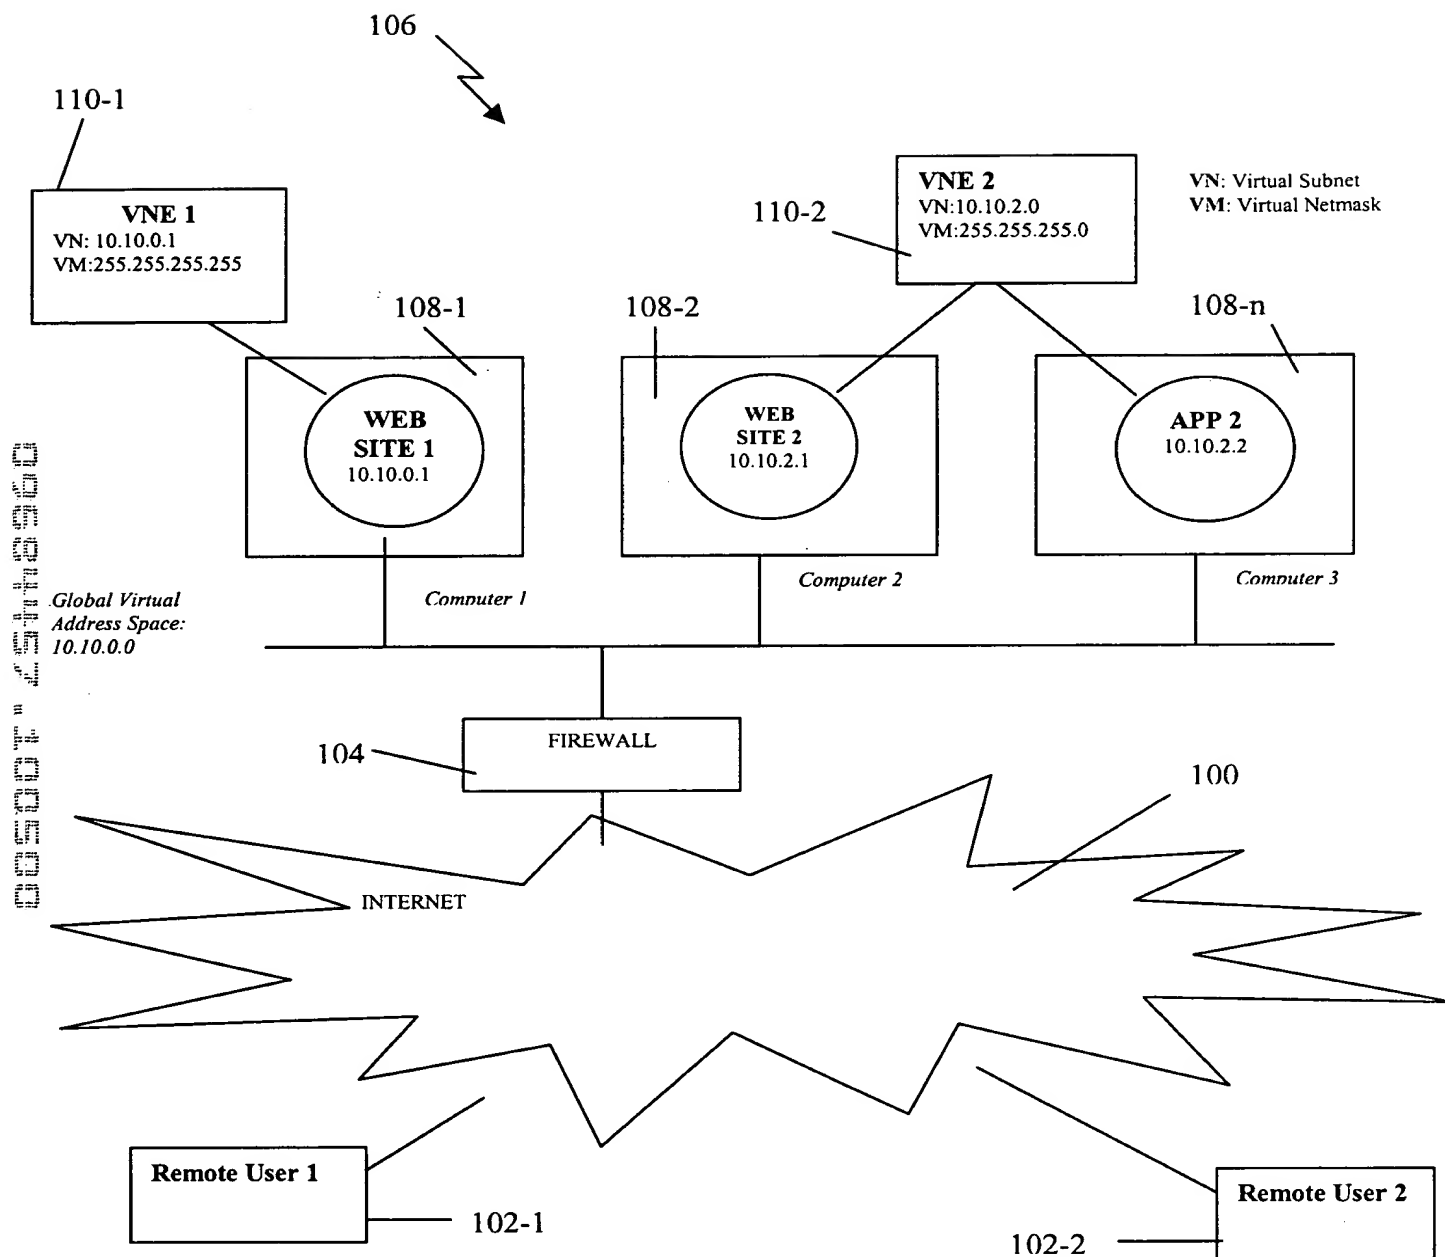 106
110-1
VNE 1
VN: 10.10.0.1
VM:255.255.255.255
VNE 2
VN:10.10.2.0
VM:255.255.255.0
110-2
VN: Virtual Subnet
VM: Virtual Netmask
108-1
108-2
108-n
WEB
SITE 1
10.10.0.1
WEB
SITE 2
10.10.2.1
APP 2
10.10.2.2
Computer 1
Computer 2
Computer 3
Global Virtual
Address Space:
10.10.0.0
FIREWALL
104
100
INTERNET
Remote User 1
102-1
Remote User 2
102-2